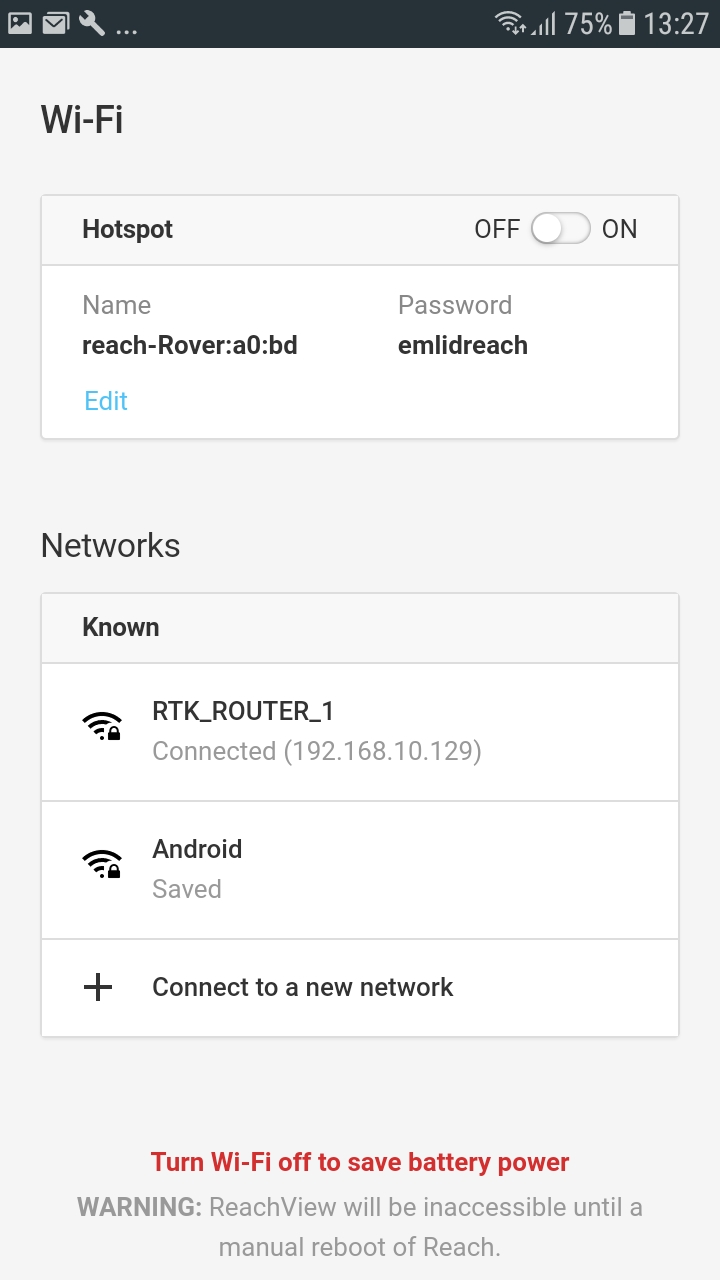 ... 75% 13:27
Wi-Fi
Hotspot OFF ON
Name Password
reach-Rover:a0:bd emlidreach
Edit
Networks
Known
RTK_ROUTER_1
Connected (192.168.10.129)
Android
Saved
Connect to a new network
Turn Wi-Fi off to save battery power
WARNING: ReachView will be inaccessible until a
manual reboot of Reach.